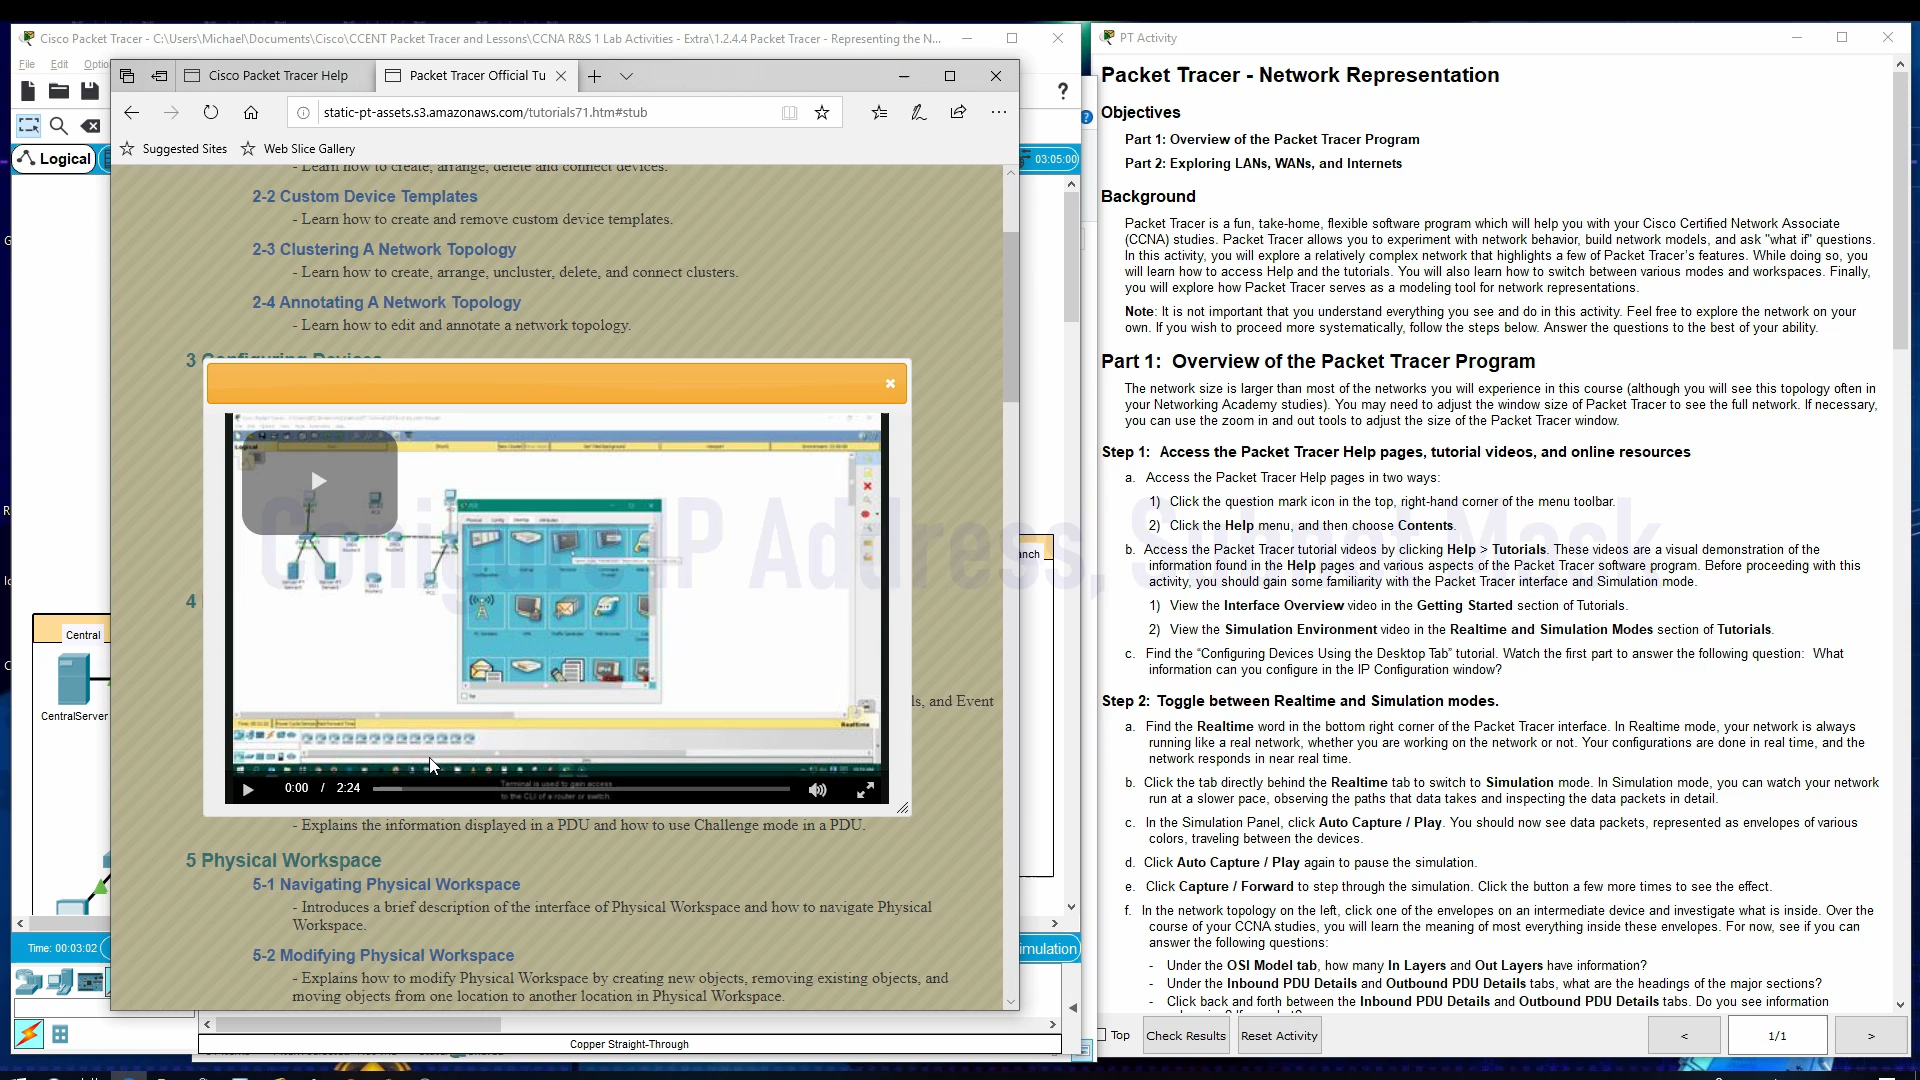 Cisco Packet Tracer - C:\Users\Michael\Documents\Cisco\CCENT Packet Tracer and Lessons\CCNA R&S 1 Lab Activities - Extra\1.2.4.4 Packet Tracer - Representing the N...
File Edit Optio
Logical
03:05:00
Cisco Packet Tracer Help
Packet Tracer Official Tu
static-pt-assets.s3.amazonaws.com/tutorials71.htm#stub
Suggested Sites
Web Slice Gallery
- Learn how to create, arrange, delete and connect devices.
2-2 Custom Device Templates
- Learn how to create and remove custom device templates.
2-3 Clustering A Network Topology
- Learn how to create, arrange, uncluster, delete, and connect clusters.
2-4 Annotating A Network Topology
- Learn how to edit and annotate a network topology.
3 Configuring Devices
4
ls, and Event
0:00 / 2:24
Terminal is used to gain access
to the CLI of a router or switch.
Realtime
- Explains the information displayed in a PDU and how to use Challenge mode in a PDU.
5 Physical Workspace
5-1 Navigating Physical Workspace
- Introduces a brief description of the interface of Physical Workspace and how to navigate Physical
Workspace.
5-2 Modifying Physical Workspace
- Explains how to modify Physical Workspace by creating new objects, removing existing objects, and
moving objects from one location to another location in Physical Workspace.
Central
CentralServer
anch
Time: 00:03:02
imulation
Copper Straight-Through
Configure IP Address, Subnet Mask
PT Activity
Packet Tracer - Network Representation
Objectives
Part 1: Overview of the Packet Tracer Program
Part 2: Exploring LANs, WANs, and Internets
Background
Packet Tracer is a fun, take-home, flexible software program which will help you with your Cisco Certified Network Associate
(CCNA) studies. Packet Tracer allows you to experiment with network behavior, build network models, and ask "what if" questions.
In this activity, you will explore a relatively complex network that highlights a few of Packet Tracer's features. While doing so, you
will learn how to access Help and the tutorials. You will also learn how to switch between various modes and workspaces. Finally,
you will explore how Packet Tracer serves as a modeling tool for network representations.
Note: It is not important that you understand everything you see and do in this activity. Feel free to explore the network on your
own. If you wish to proceed more systematically, follow the steps below. Answer the questions to the best of your ability.
Part 1: Overview of the Packet Tracer Program
The network size is larger than most of the networks you will experience in this course (although you will see this topology often in
your Networking Academy studies). You may need to adjust the window size of Packet Tracer to see the full network. If necessary,
you can use the zoom in and out tools to adjust the size of the Packet Tracer window.
Step 1: Access the Packet Tracer Help pages, tutorial videos, and online resources
a. Access the Packet Tracer Help pages in two ways:
1) Click the question mark icon in the top, right-hand corner of the menu toolbar.
2) Click the Help menu, and then choose Contents.
b. Access the Packet Tracer tutorial videos by clicking Help > Tutorials. These videos are a visual demonstration of the
information found in the Help pages and various aspects of the Packet Tracer software program. Before proceeding with this
activity, you should gain some familiarity with the Packet Tracer interface and Simulation mode.
1) View the Interface Overview video in the Getting Started section of Tutorials.
2) View the Simulation Environment video in the Realtime and Simulation Modes section of Tutorials.
c. Find the "Configuring Devices Using the Desktop Tab" tutorial. Watch the first part to answer the following question: What
information can you configure in the IP Configuration window?
Step 2: Toggle between Realtime and Simulation modes.
a. Find the Realtime word in the bottom right corner of the Packet Tracer interface. In Realtime mode, your network is always
running like a real network, whether you are working on the network or not. Your configurations are done in real time, and the
network responds in near real time.
b. Click the tab directly behind the Realtime tab to switch to Simulation mode. In Simulation mode, you can watch your network
run at a slower pace, observing the paths that data takes and inspecting the data packets in detail.
c. In the Simulation Panel, click Auto Capture / Play. You should now see data packets, represented as envelopes of various
colors, traveling between the devices.
d. Click Auto Capture / Play again to pause the simulation.
e. Click Capture / Forward to step through the simulation. Click the button a few more times to see the effect.
f. In the network topology on the left, click one of the envelopes on an intermediate device and investigate what is inside. Over the
course of your CCNA studies, you will learn the meaning of most everything inside these envelopes. For now, see if you can
answer the following questions:
- Under the OSI Model tab, how many In Layers and Out Layers have information?
- Under the Inbound PDU Details and Outbound PDU Details tabs, what are the headings of the major sections?
- Click back and forth between the Inbound PDU Details and Outbound PDU Details tabs. Do you see information
Top
Check Results
Reset Activity
<
1/1
>